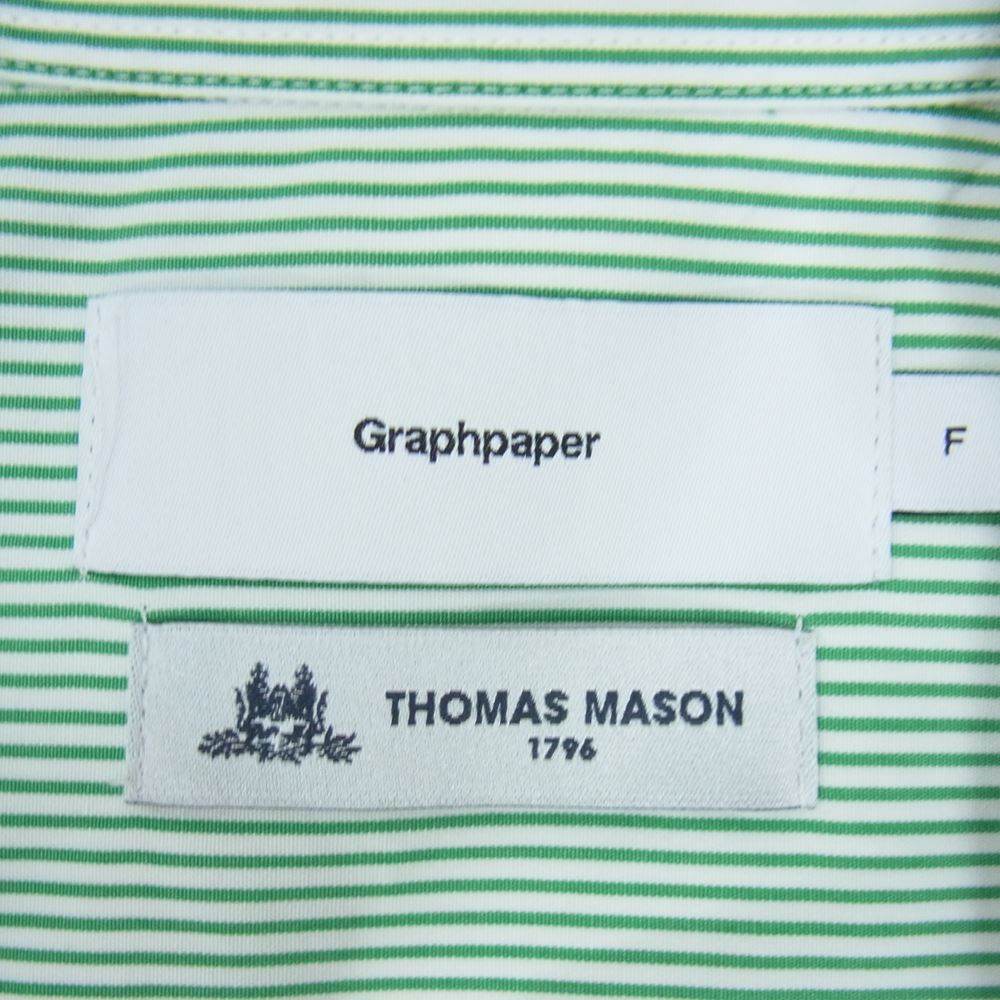 Graphpaper
F
THOMAS MASON
1796